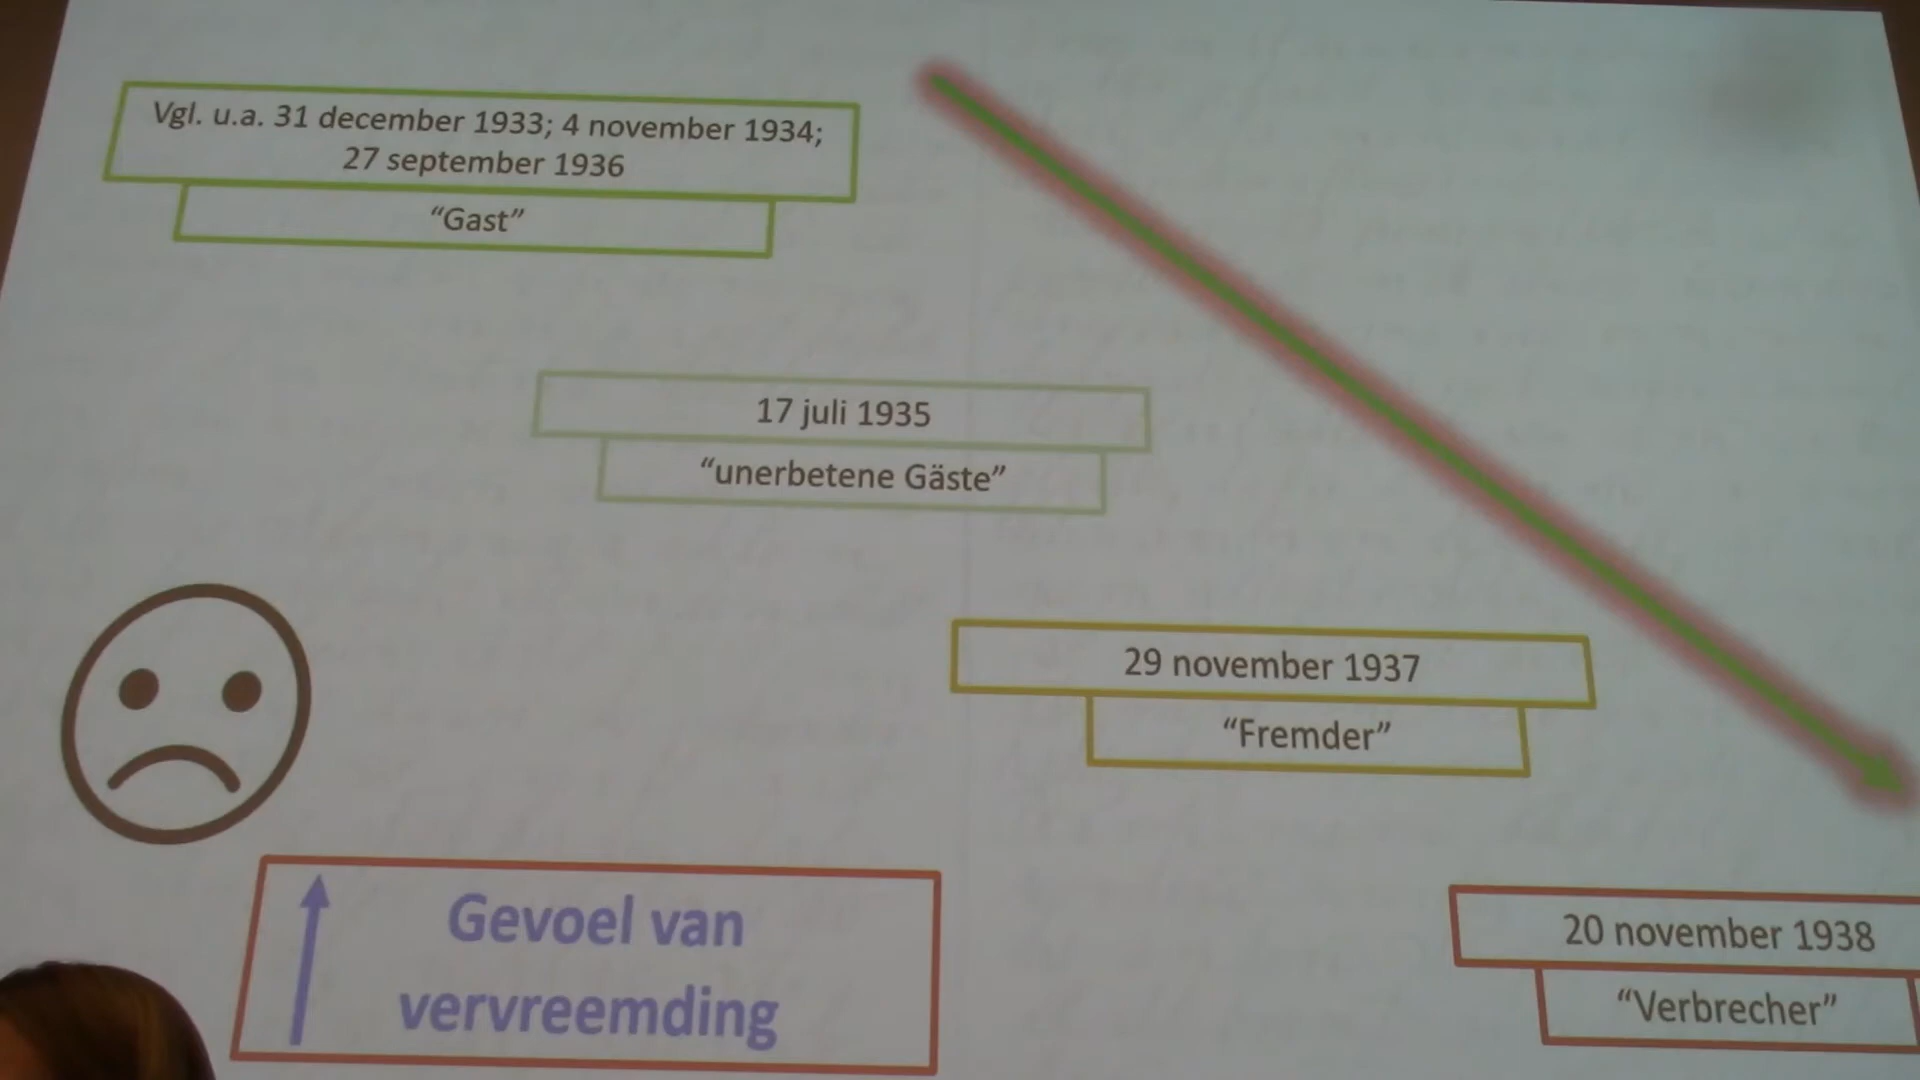 Vgl. u.a. 31 december 1933; 4 november 1934;
27 september 1936
“Gast”
17 juli 1935
“unerbetene Gäste”
29 november 1937
“Fremder”
20 november 1938
“Verbrecher”
Gevoel van
vervreemding